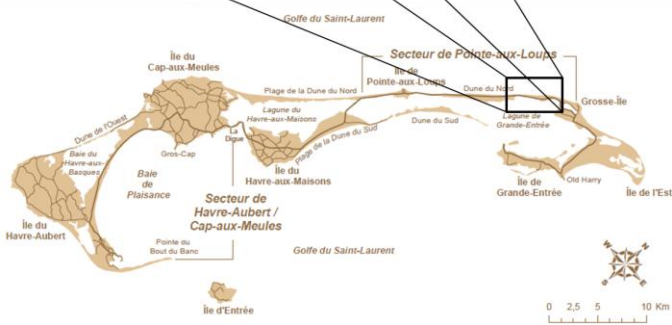 Golfe du Saint-Laurent
Secteur de Pointe-aux-Loups
Île du
Cap-aux-Meules
Île de
Pointe-aux-Loups
Plage de la Dune du Nord
Dune du Nord
Grosse-Île
Lagune du
Havre-aux-Maisons
Dune du Sud
Lagune de
Grande-Entrée
Dune de l'Ouest
La
Digue
Plage de la Dune du Sud
Baie du
Havre-aux-
Basques
Gros-Cap
Île du
Havre-aux-Maisons
Île de
Grande-Entrée
Old Harry
Île de l'Est
Baie
de
Plaisance
Secteur de
Havre-Aubert /
Cap-aux-Meules
Île du
Havre-Aubert
Pointe du
Bout du Banc
Golfe du Saint-Laurent
Île d'Entrée
0 2,5 5 10 Km